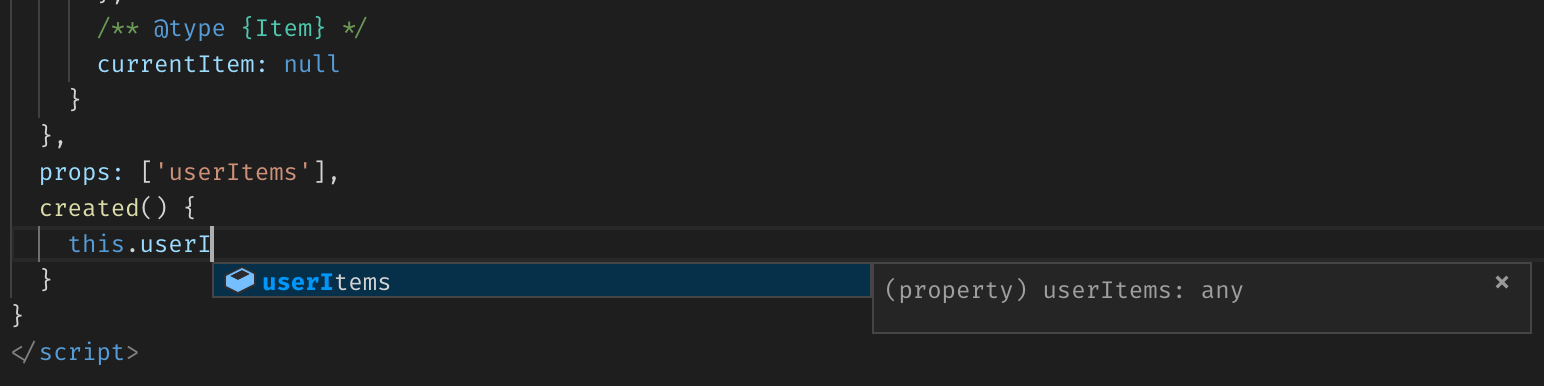 },
/** @type {Item} */
currentItem: null
}
},
props: ['userItems'],
created() {
this.userI
userItems
(property) userItems: any
×
}
}
</script>